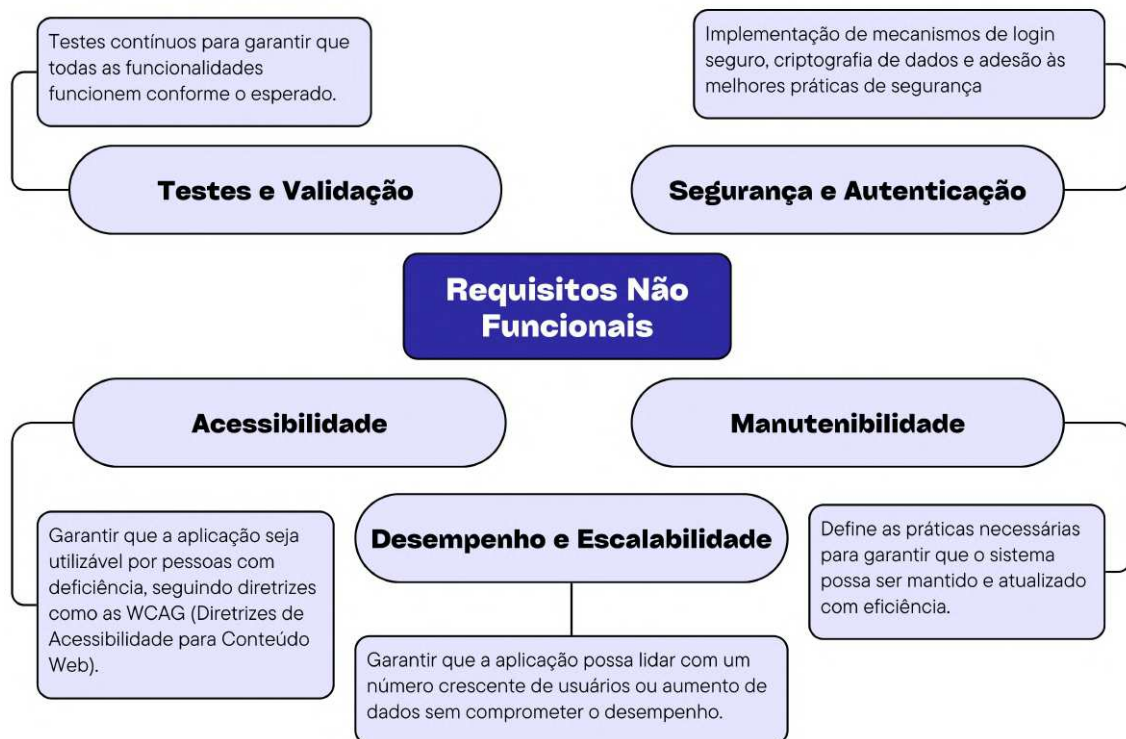 Testes contínuos para garantir que
todas as funcionalidades
funcionem conforme o esperado.
Implementação de mecanismos de login
seguro, criptografia de dados e adesão às
melhores práticas de segurança
Testes e Validação
Segurança e Autenticação
Requisitos Não
Funcionais
Acessibilidade
Manutenibilidade
Garantir que a aplicação seja
utilizável por pessoas com
deficiência, seguindo diretrizes
como as WCAG (Diretrizes de
Acessibilidade para Conteúdo
Web).
Desempenho e Escalabilidade
Define as práticas necessárias
para garantir que o sistema
possa ser mantido e atualizado
com eficiência.
Garantir que a aplicação possa lidar com um
número crescente de usuários ou aumento de
dados sem comprometer o desempenho.